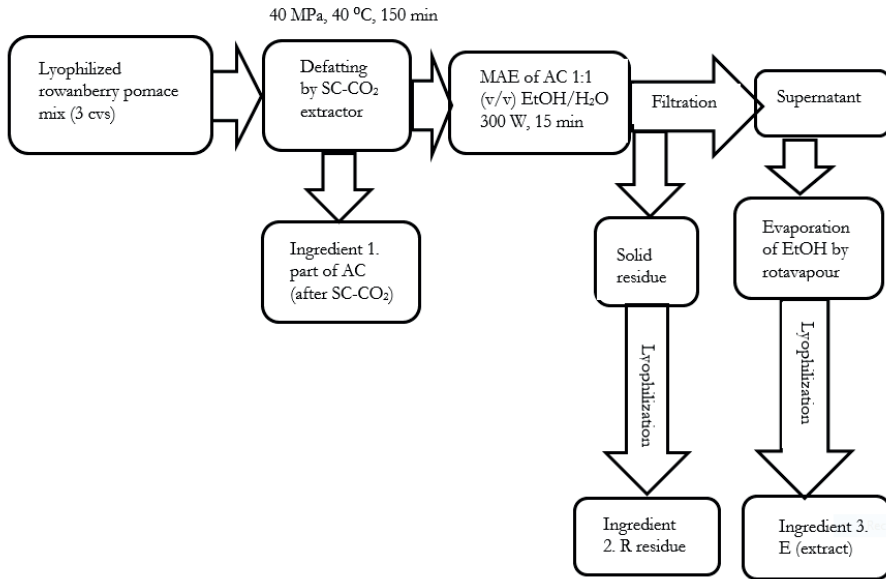 40 MPa, 40 ⁰C, 150 min
Lyophilized
rowanberry pomace
mix (3 cvs)
Defatting
by SC-CO₂
extractor
MAE of AC 1:1
(v/v) EtOH/H₂O
300 W, 15 min
Filtration
Supernatant
Ingredient 1.
part of AC
(after SC-CO₂)
Solid
residue
Evaporation
of EtOH by
rotavapour
Lyophilization
Lyophilization
Ingredient
2. R residue
Ingredient 3.
E (extract)